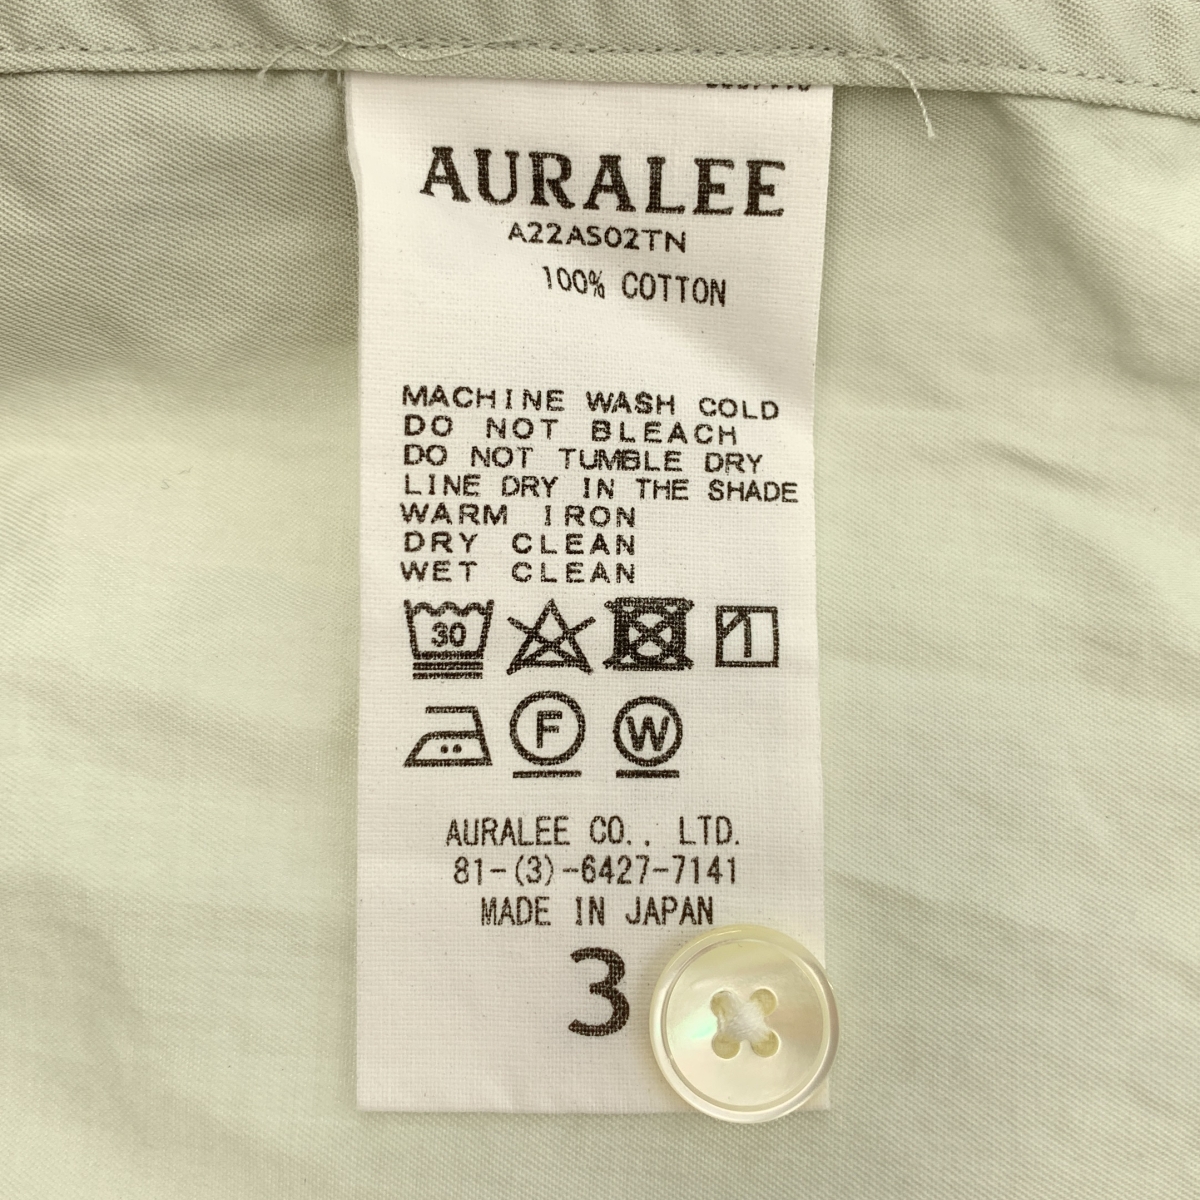 AURALEE
A22AS02TN
100% COTTON
MACHINE WASH COLD
DO NOT BLEACH
DO NOT TUMBLE DRY
LINE DRY IN THE SHADE
WARM IRON
DRY CLEAN
WET CLEAN
30
F W
AURALEE CO., LTD.
81-(3)-6427-7141
MADE IN JAPAN
3